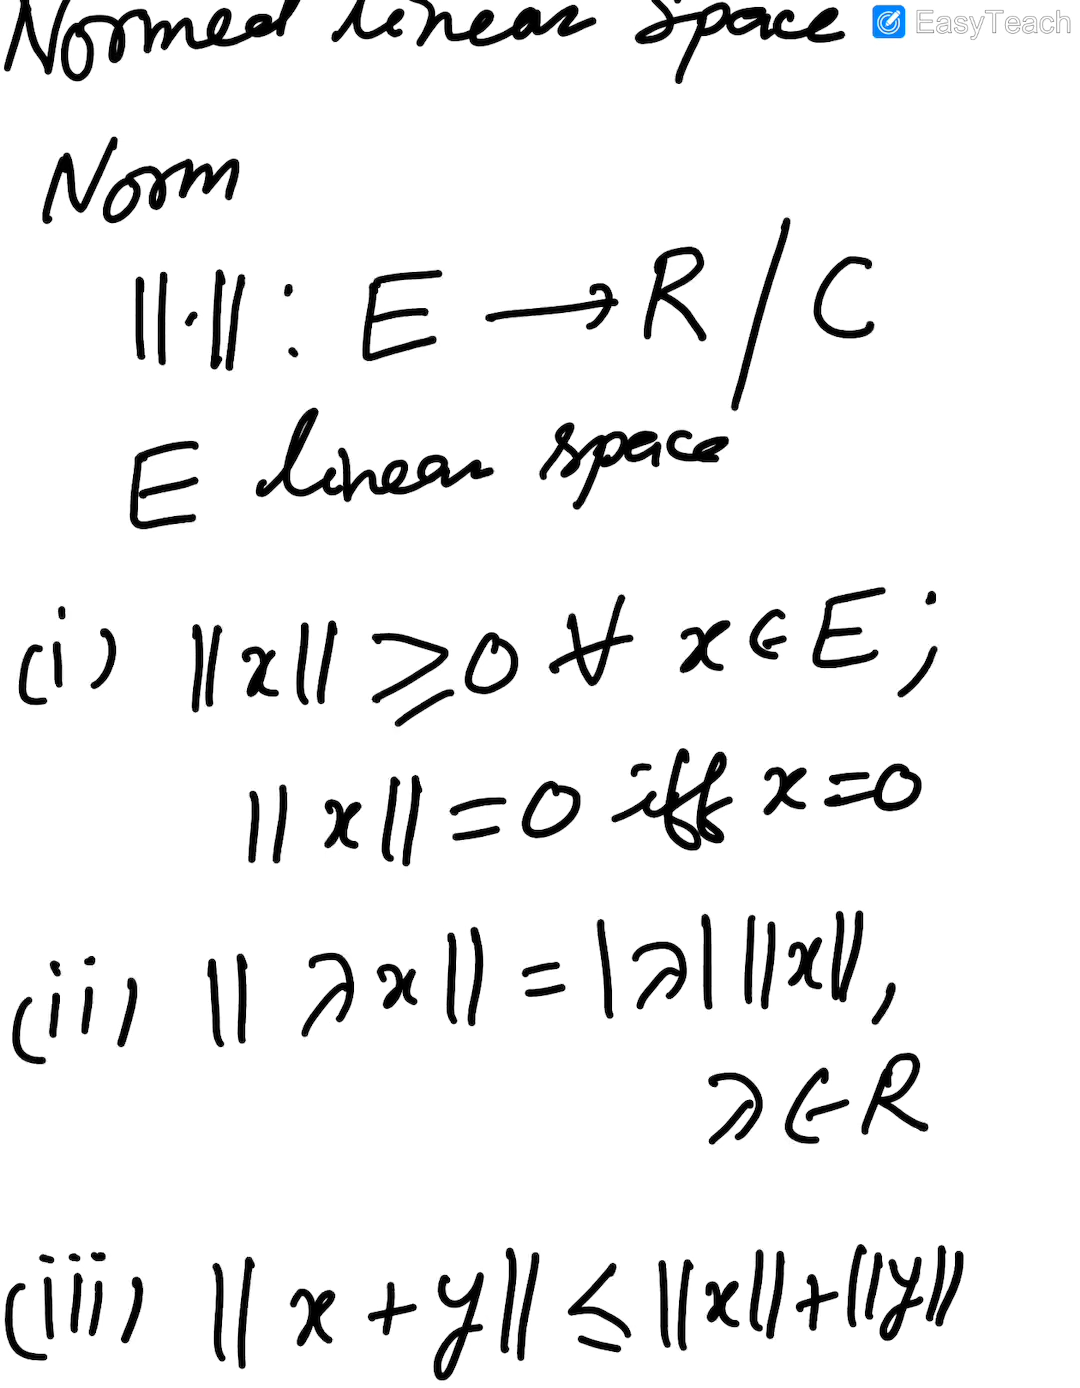 Normed linear Space EasyTeach
Norm
||·|| : E → R / C
E linear space
(i) ||x|| ≥ 0 ∀ x ∈ E ;
||x|| = 0 iff x = 0
(ii) ||λx|| = |λ| ||x||,
λ ∈ R
(iii) ||x + y|| ≤ ||x|| + ||y||